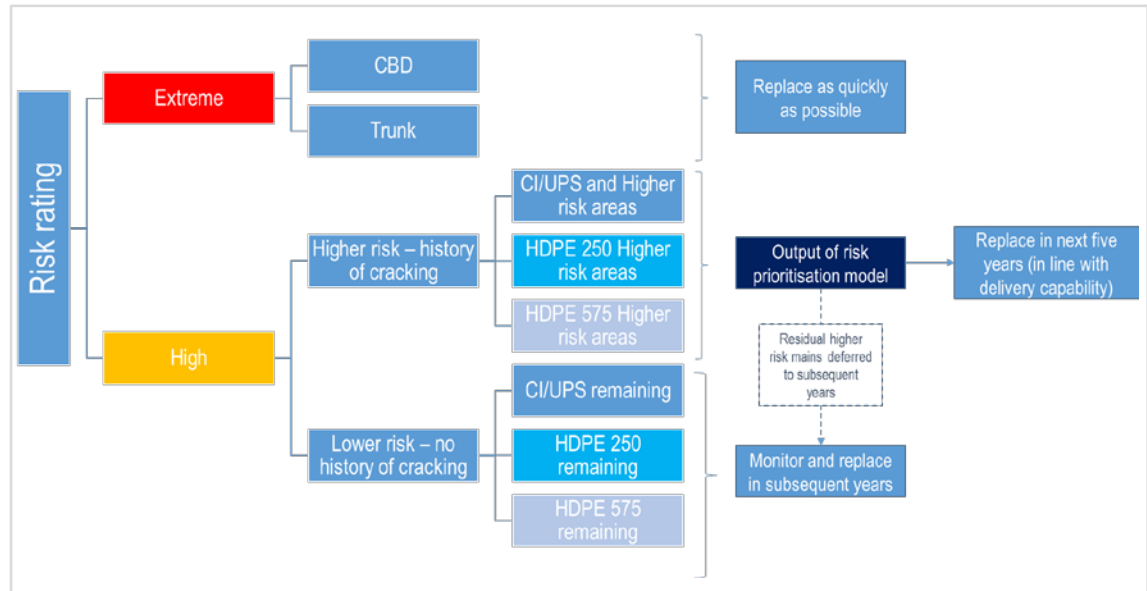 Risk rating
Extreme
CBD
Trunk
Replace as quickly
as possible
High
Higher risk – history
of cracking
CI/UPS and Higher
risk areas
HDPE 250 Higher
risk areas
HDPE 575 Higher
risk areas
Output of risk
prioritisation model
Replace in next five
years (in line with
delivery capability)
Residual higher
risk mains deferred
to subsequent
years
Lower risk – no
history of cracking
CI/UPS remaining
HDPE 250
remaining
HDPE 575
remaining
Monitor and replace
in subsequent years